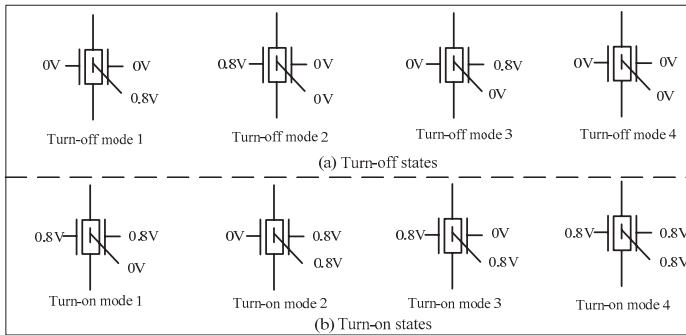 0V 0V 0.8V 0V 0V 0.8V 0V 0V
0.8V 0V 0V 0V
Turn-off mode 1 Turn-off mode 2 Turn-off mode 3 Turn-off mode 4
(a) Turn-off states
0.8V 0.8V 0V 0.8V 0.8V 0V 0.8V 0.8V
0V 0.8V 0.8V 0.8V
Turn-on mode 1 Turn-on mode 2 Turn-on mode 3 Turn-on mode 4
(b) Turn-on states